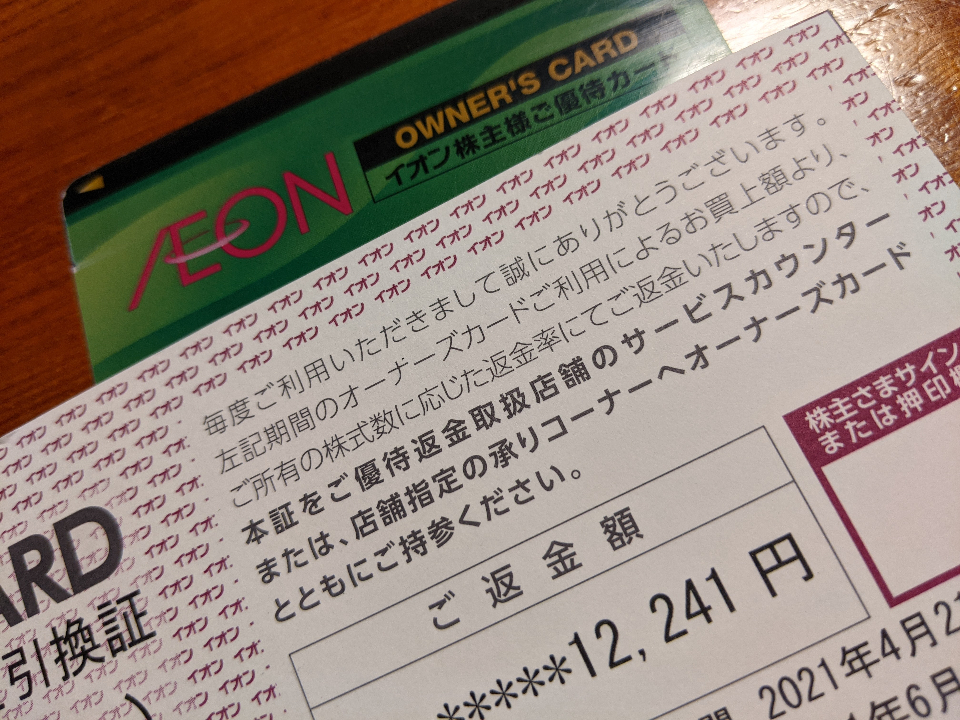 OWNER'S CARD
イオン株主様ご優待カード
ÆON
毎度ご利用いただきまして誠にありがとうございます。
左記期間のオーナーズカードご利用によるお買上額より、
ご所有の株式数に応じた返金率にてご返金いたしますので、
本証をご優待返金取扱店舗のサービスカウンター
または、店舗指定の承りコーナーへオーナーズカード
とともにご持参ください。
株主さまサイン
または押印欄
ARD
引換証
)
ご返金額
*****12,241円
間 2021年4月21
年6月